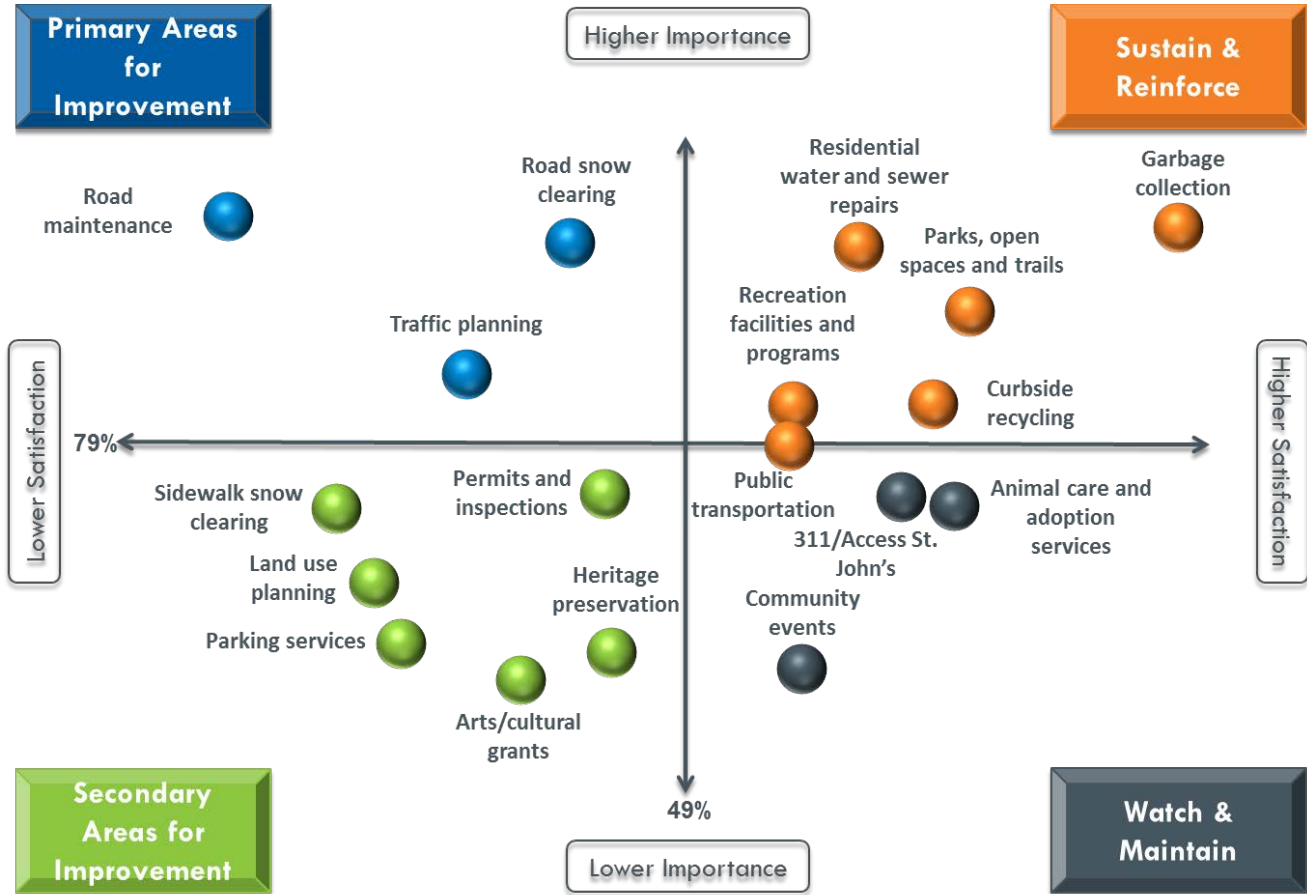 Primary Areas
for
Improvement
Higher Importance
Sustain &
Reinforce
Road
maintenance
Road snow
clearing
Residential
water and sewer
repairs
Garbage
collection
Parks, open
spaces and trails
Recreation
facilities and
programs
Traffic planning
Curbside
recycling
Lower Satisfaction
79%
Higher Satisfaction
Sidewalk snow
clearing
Permits and
inspections
Public
transportation
311/Access St.
John's
Animal care and
adoption
services
Land use
planning
Heritage
preservation
Community
events
Parking services
Arts/cultural
grants
Secondary
Areas for
Improvement
49%
Lower Importance
Watch &
Maintain